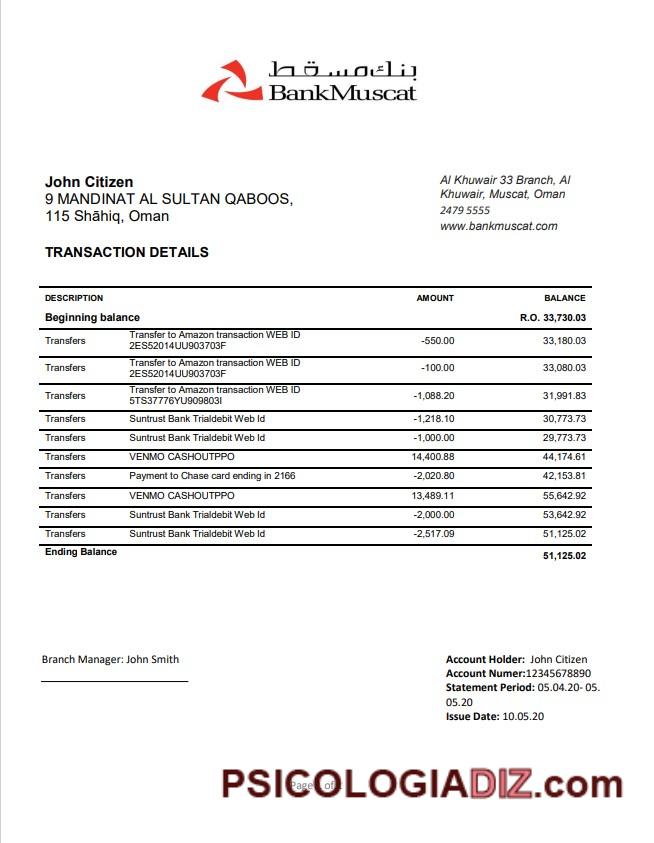 بنك مسقط
BankMuscat
John Citizen
9 MANDINAT AL SULTAN QABOOS,
115 Shāhiq, Oman
Al Khuwair 33 Branch, Al
Khuwair, Muscat, Oman
2479 5555
www.bankmuscat.com
TRANSACTION DETAILS
DESCRIPTION AMOUNT BALANCE
Beginning balance R.O. 33,730.03
Transfers Transfer to Amazon transaction WEB ID
2ES52014UU903703F -550.00 33,180.03
Transfers Transfer to Amazon transaction WEB ID
2ES52014UU903703F -100.00 33,080.03
Transfers Transfer to Amazon transaction WEB ID
5TS37776YU909803I -1,088.20 31,991.83
Transfers Suntrust Bank Trialdebit Web Id -1,218.10 30,773.73
Transfers Suntrust Bank Trialdebit Web Id -1,000.00 29,773.73
Transfers VENMO CASHOUTPPO 14,400.88 44,174.61
Transfers Payment to Chase card ending in 2166 -2,020.80 42,153.81
Transfers VENMO CASHOUTPPO 13,489.11 55,642.92
Transfers Suntrust Bank Trialdebit Web Id -2,000.00 53,642.92
Transfers Suntrust Bank Trialdebit Web Id -2,517.09 51,125.02
Ending Balance 51,125.02
Branch Manager: John Smith
Account Holder: John Citizen
Account Numer:12345678890
Statement Period: 05.04.20- 05.
05.20
Issue Date: 10.05.20
Page of
PSICOLOGIADIZ.com